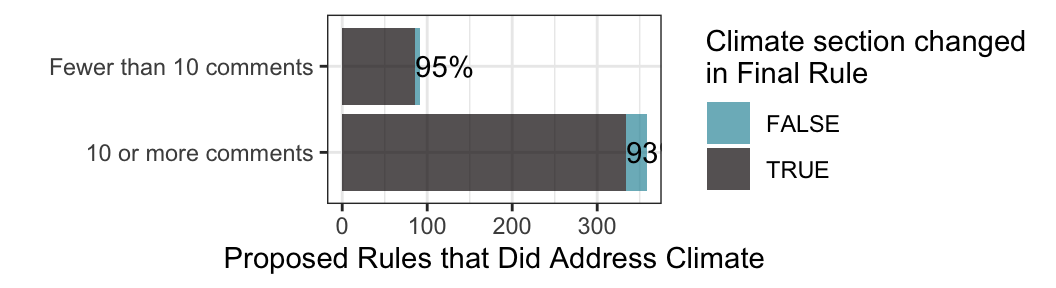 Fewer than 10 comments
95%
10 or more comments
93
0 100 200 300
Proposed Rules that Did Address Climate
Climate section changed
in Final Rule
FALSE
TRUE